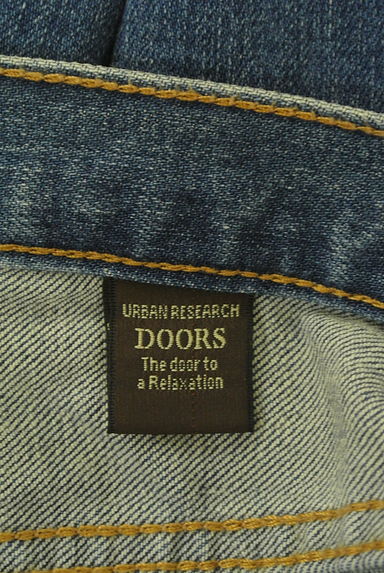 URBAN RESEARCH
DOORS
The door to
a Relaxation